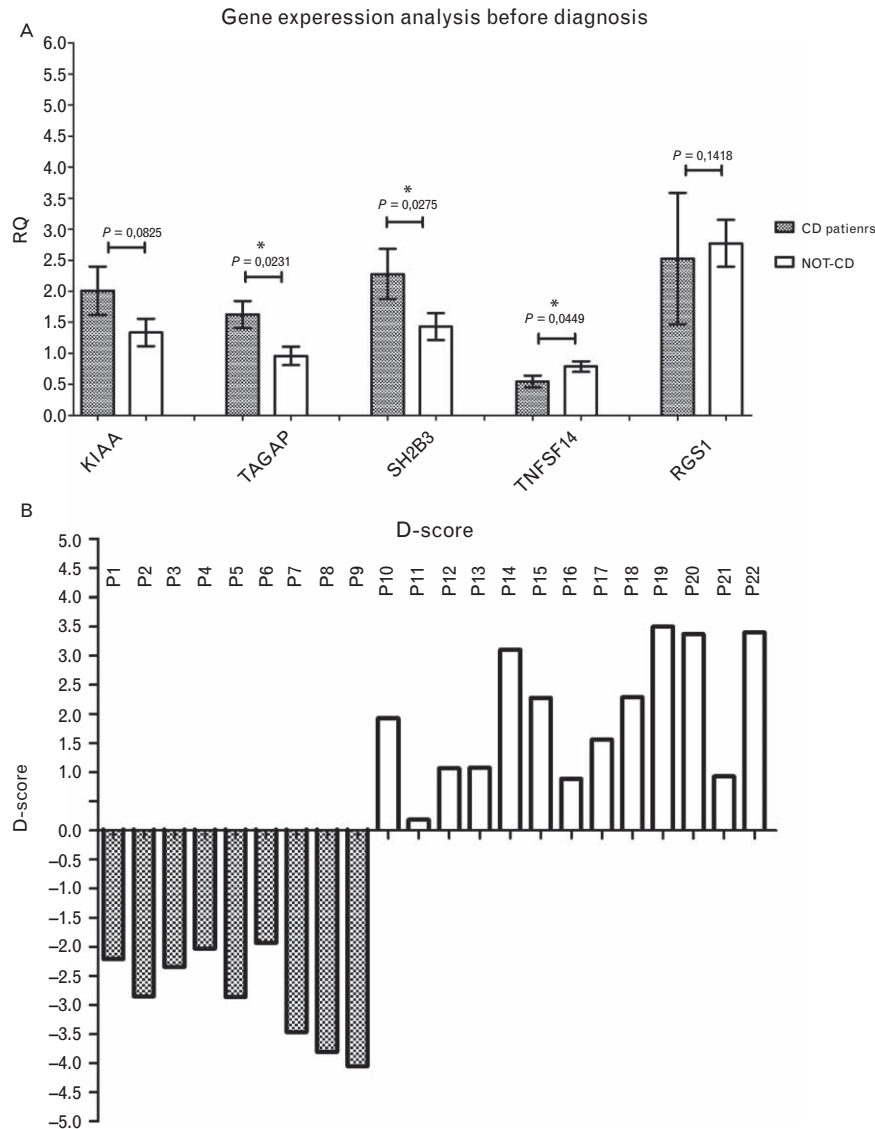 Gene experession analysis before diagnosis
A
6.0
5.5
5.0
4.5
4.0
3.5
3.0
2.5
2.0
1.5
1.0
0.5
0.0
RQ
P = 0,0825
*
P = 0,0231
*
P = 0,0275
*
P = 0,0449
P = 0,1418
CD patienrs
NOT-CD
KIAA
TAGAP
SH2B3
TNFSF14
RGS1
B
D-score
5.0
4.5
4.0
3.5
3.0
2.5
2.0
1.5
1.0
0.0
−0.5
−1.0
−1.5
−2.0
−2.5
−3.0
−3.5
−4.0
−4.5
−5.0
D-score
P1
P2
P3
P4
P5
P6
P7
P8
P9
P10
P11
P12
P13
P14
P15
P16
P17
P18
P19
P20
P21
P22